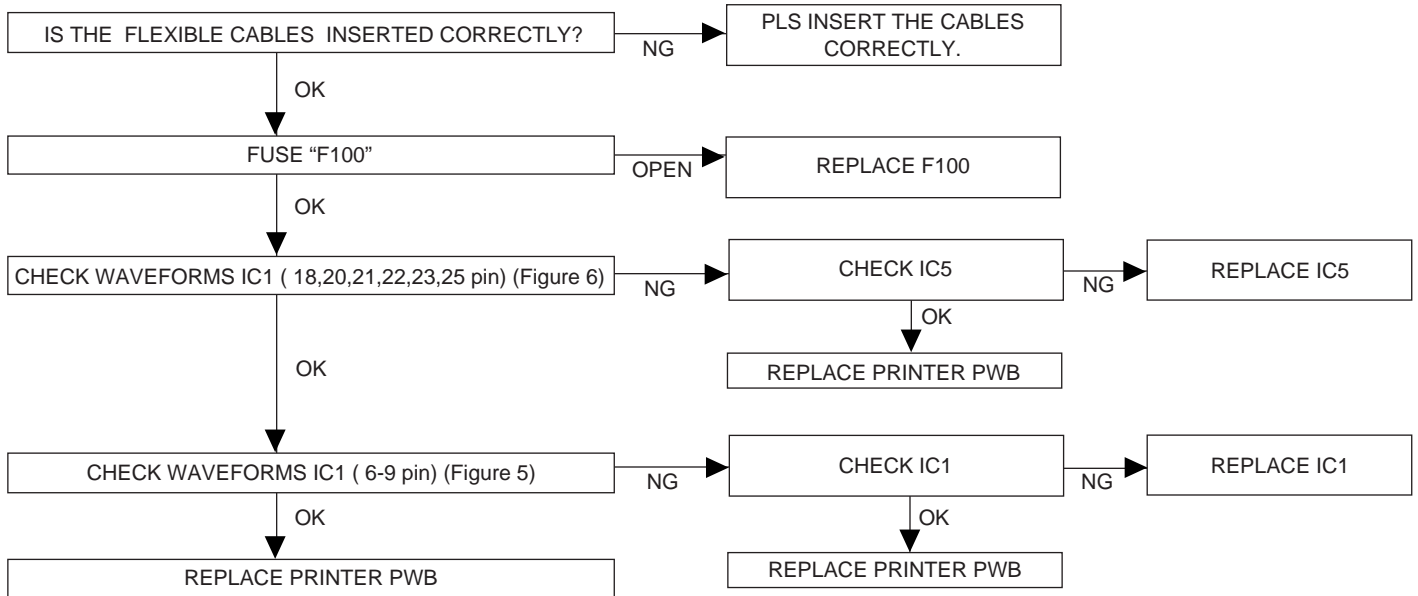 IS THE FLEXIBLE CABLES INSERTED CORRECTLY?
NG
PLS INSERT THE CABLES
CORRECTLY.
OK
FUSE “F100”
OPEN
REPLACE F100
OK
CHECK WAVEFORMS IC1 ( 18,20,21,22,23,25 pin) (Figure 6)
NG
CHECK IC5
NG
REPLACE IC5
OK
REPLACE PRINTER PWB
OK
CHECK WAVEFORMS IC1 ( 6-9 pin) (Figure 5)
NG
CHECK IC1
NG
REPLACE IC1
OK
REPLACE PRINTER PWB
OK
REPLACE PRINTER PWB